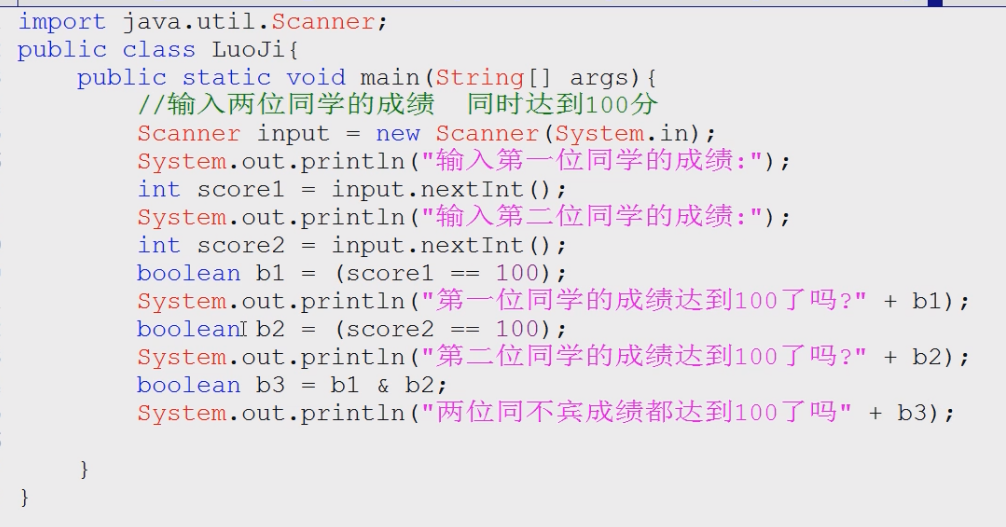 import java.util.Scanner;
public class LuoJi{
public static void main(String[] args){
//输入两位同学的成绩 同时达到100分
Scanner input = new Scanner(System.in);
System.out.println("输入第一位同学的成绩:");
int score1 = input.nextInt();
System.out.println("输入第二位同学的成绩:");
int score2 = input.nextInt();
boolean b1 = (score1 == 100);
System.out.println("第一位同学的成绩达到100了吗?" + b1);
boolean b2 = (score2 == 100);
System.out.println("第二位同学的成绩达到100了吗?" + b2);
boolean b3 = b1 & b2;
System.out.println("两位同不宾成绩都达到100了吗" + b3);
}
}